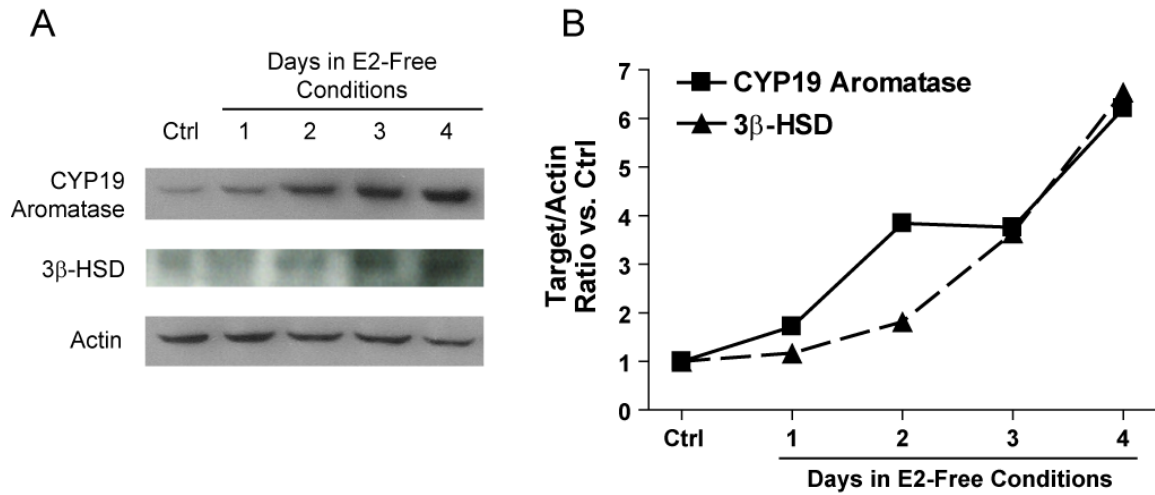 A
Days in E2-Free
Conditions
Ctrl 1 2 3 4
CYP19
Aromatase
3β-HSD
Actin
B
CYP19 Aromatase
3β-HSD
Target/Actin
Ratio vs. Ctrl
7
6
5
4
3
2
1
0
Ctrl 1 2 3 4
Days in E2-Free Conditions